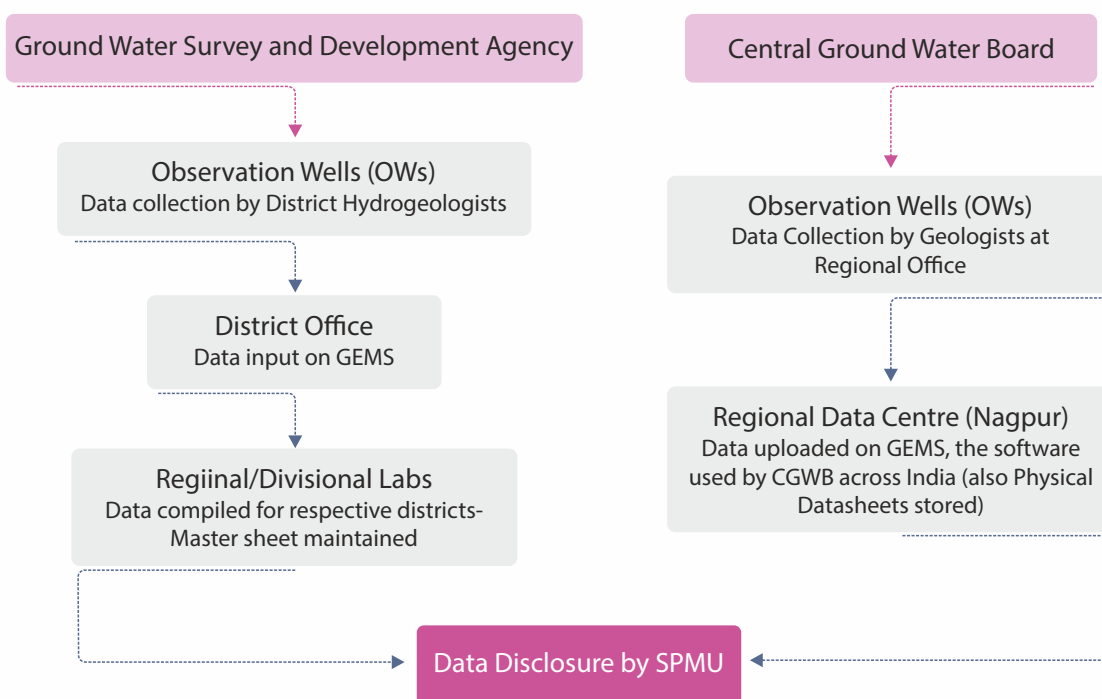 Ground Water Survey and Development Agency
Observation Wells (OWs)
Data collection by District Hydrogeologists
District Office
Data input on GEMS
Regiinal/Divisional Labs
Data compiled for respective districts-
Master sheet maintained
Central Ground Water Board
Observation Wells (OWs)
Data Collection by Geologists at
Regional Office
Regional Data Centre (Nagpur)
Data uploaded on GEMS, the software
used by CGWB across India (also Physical
Datasheets stored)
Data Disclosure by SPMU